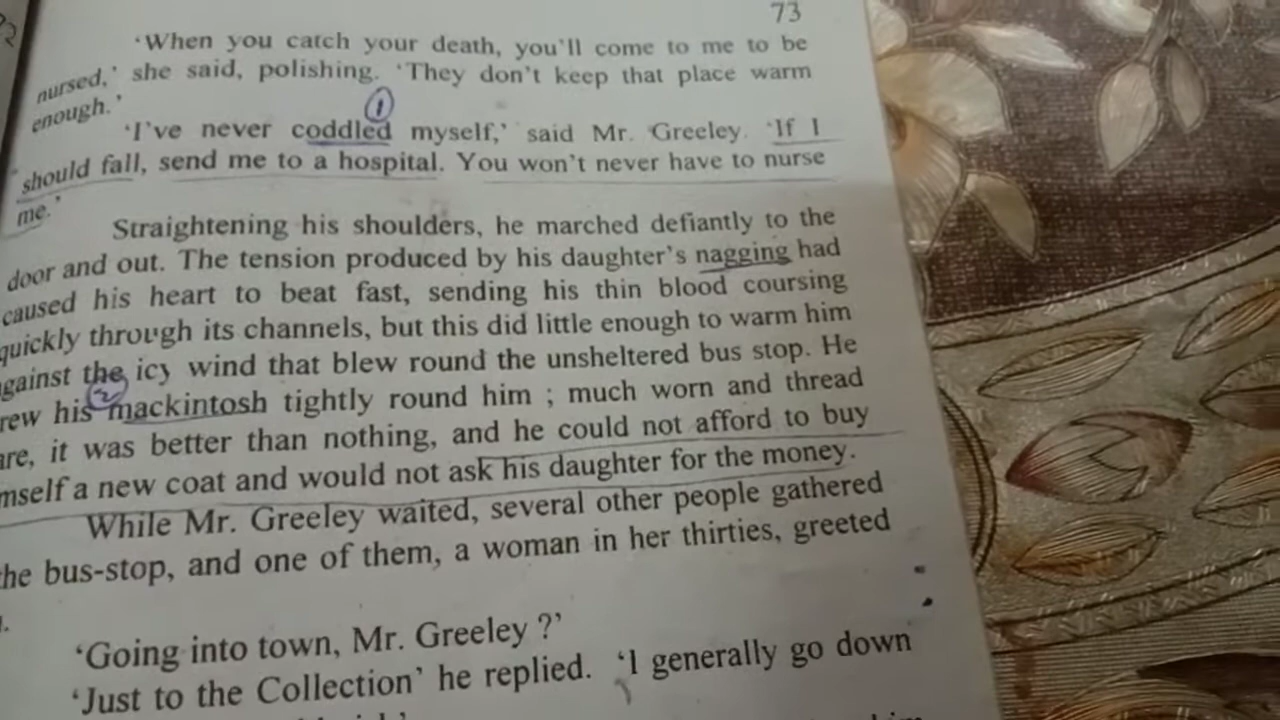 73
'When you catch your death, you'll come to me to be
nursed,' she said, polishing. 'They don't keep that place warm
enough.'
1
'I've never coddled myself,' said Mr. Greeley. 'If I
should fall, send me to a hospital. You won't never have to nurse
me.'
Straightening his shoulders, he marched defiantly to the
door and out. The tension produced by his daughter's nagging had
caused his heart to beat fast, sending his thin blood coursing
quickly through its channels, but this did little enough to warm him
gainst the icy wind that blew round the unsheltered bus stop. He
2
rew his mackintosh tightly round him ; much worn and thread
are, it was better than nothing, and he could not afford to buy
mself a new coat and would not ask his daughter for the money.
While Mr. Greeley waited, several other people gathered
he bus-stop, and one of them, a woman in her thirties, greeted
'Going into town, Mr. Greeley ?'
'Just to the Collection' he replied. 'I generally go down